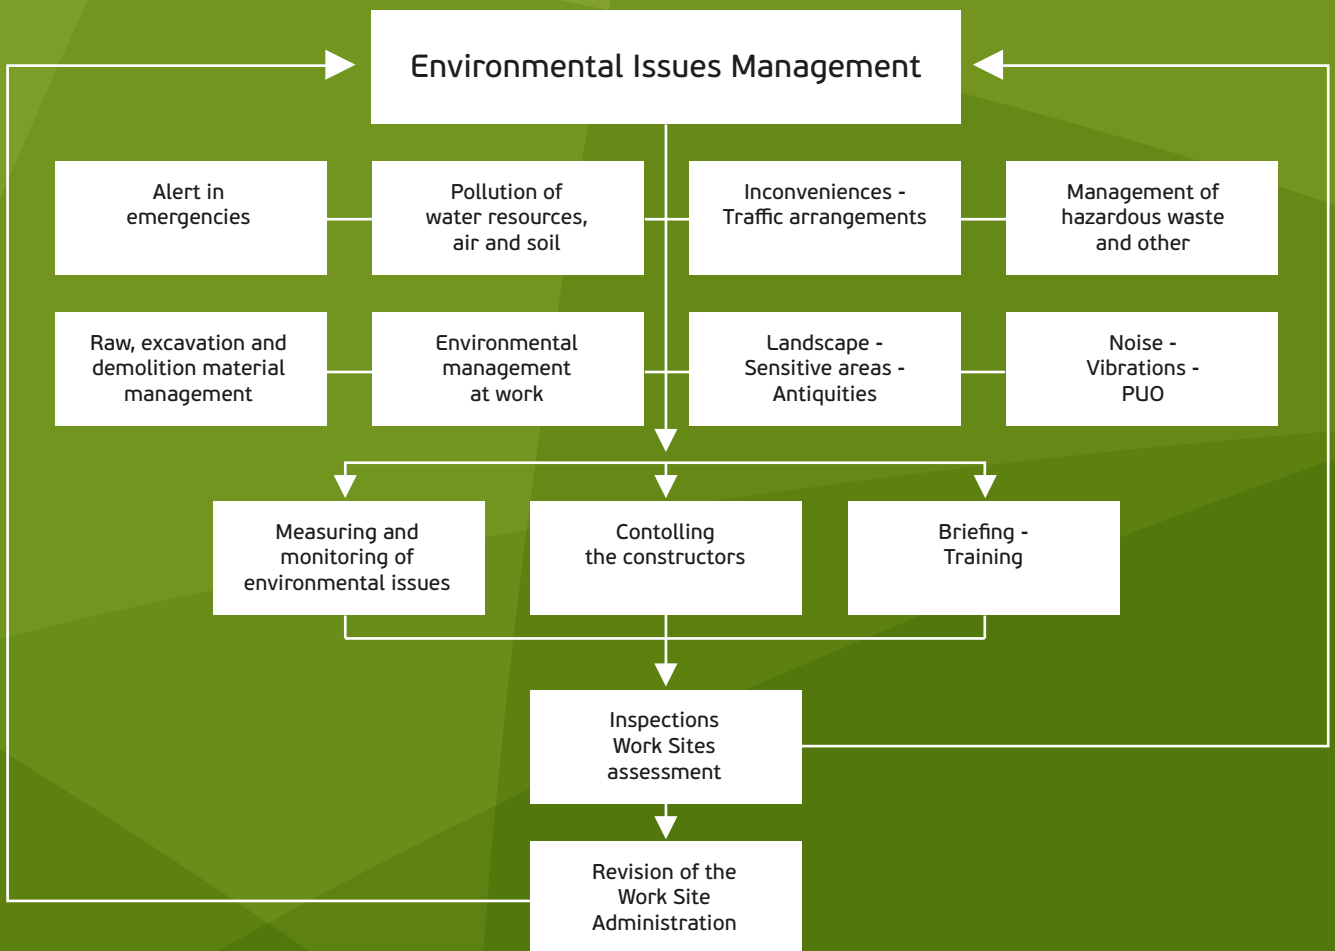 Environmental Issues Management
Alert in
emergencies
Pollution of
water resources,
air and soil
Inconveniences -
Traffic arrangements
Management of
hazardous waste
and other
Raw, excavation and
demolition material
management
Environmental
management
at work
Landscape -
Sensitive areas -
Antiquities
Noise -
Vibrations -
PUO
Measuring and
monitoring of
environmental issues
Contolling
the constructors
Briefing -
Training
Inspections
Work Sites
assessment
Revision of the
Work Site
Administration